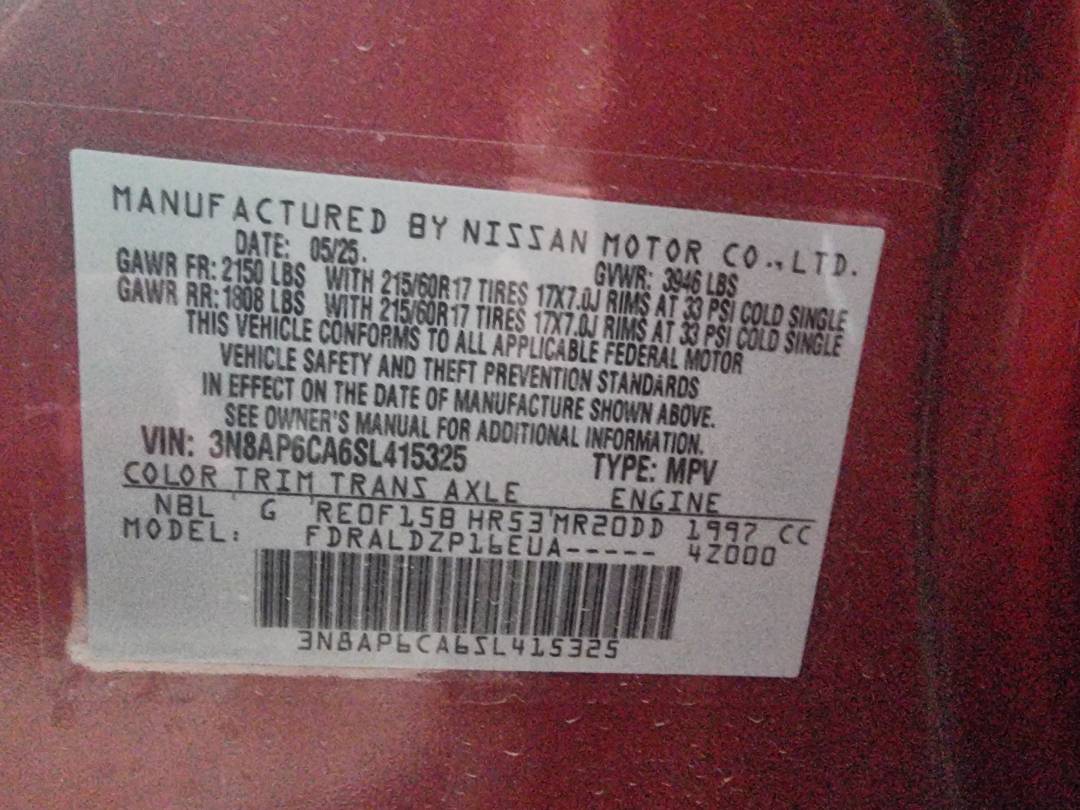 MANUFACTURED BY NISSAN MOTOR CO.,LTD.
DATE: 05/25. GVWR: 3946 LBS
GAWR FR: 2150 LBS WITH 215/60R17 TIRES 17X7.0J RIMS AT 33 PSI COLD SINGLE
GAWR RR: 1808 LBS WITH 215/60R17 TIRES 17X7.0J RIMS AT 33 PSI COLD SINGLE
THIS VEHICLE CONFORMS TO ALL APPLICABLE FEDERAL MOTOR
VEHICLE SAFETY AND THEFT PREVENTION STANDARDS
IN EFFECT ON THE DATE OF MANUFACTURE SHOWN ABOVE.
SEE OWNER'S MANUAL FOR ADDITIONAL INFORMATION.
VIN: 3N8AP6CA6SL415325 TYPE: MPV
COLOR TRIM TRANS AXLE ENGINE
NBL G RE0F15B HR53 MR20DD 1997 CC
MODEL: FDRALDZP16EUA----- 4Z000
3N8AP6CA6SL415325